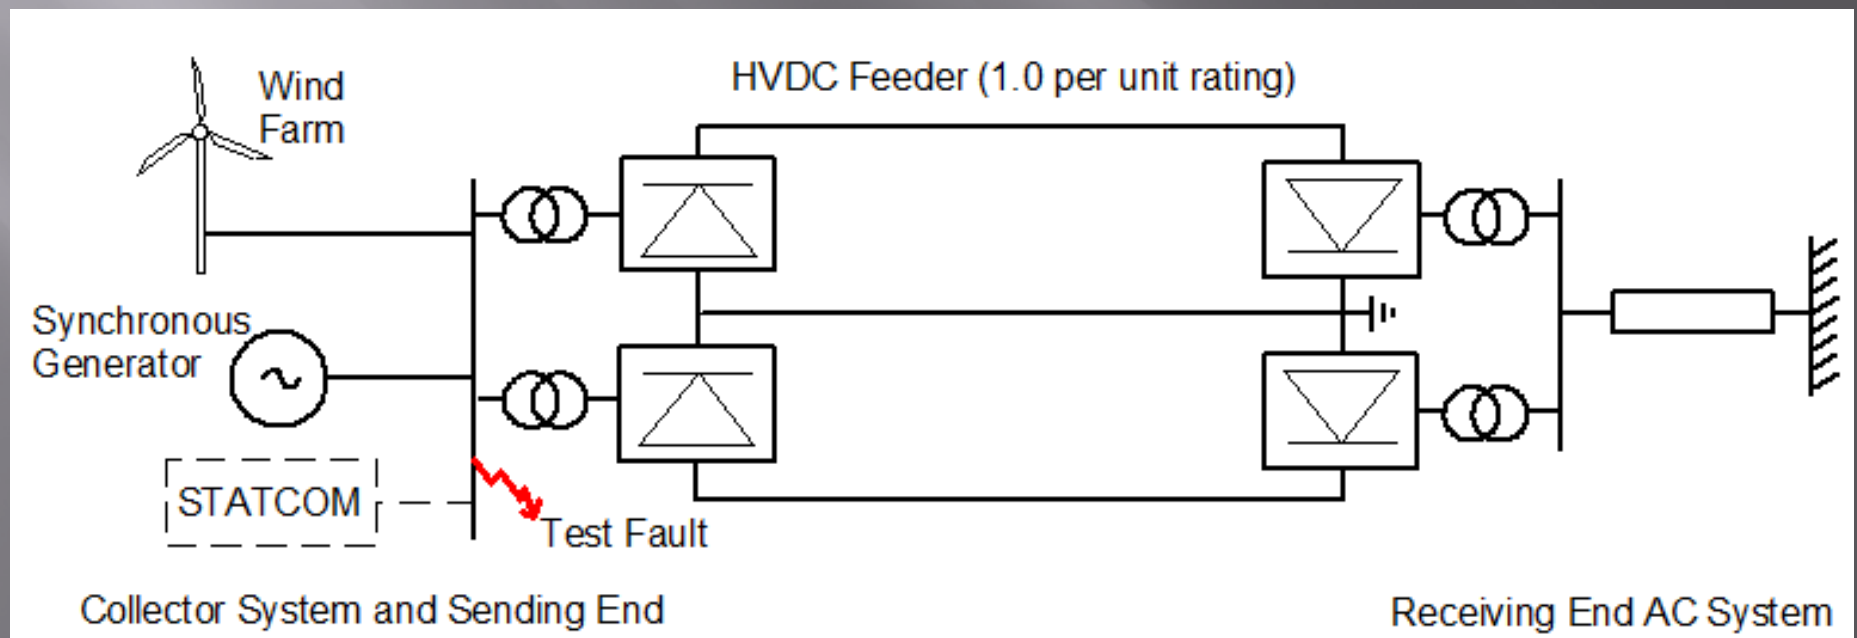 Wind
Farm
HVDC Feeder (1.0 per unit rating)
Synchronous
Generator
STATCOM
Test Fault
Collector System and Sending End
Receiving End AC System